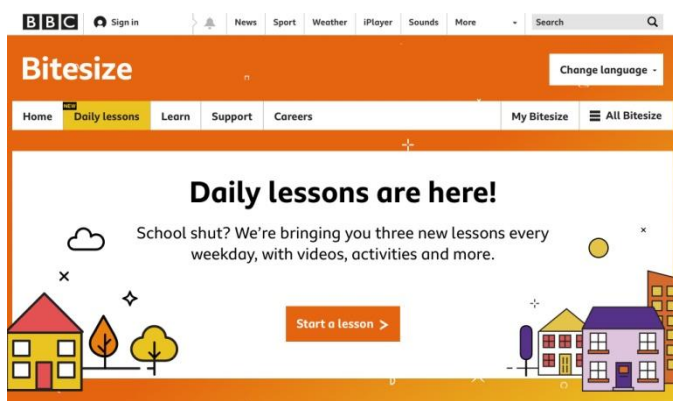 BBC Sign in News Sport Weather iPlayer Sounds More Search
Bitesize
Change language
NEW
Home Daily lessons Learn Support Careers My Bitesize All Bitesize
Daily lessons are here!
School shut? We're bringing you three new lessons every
weekday, with videos, activities and more.
Start a lesson >